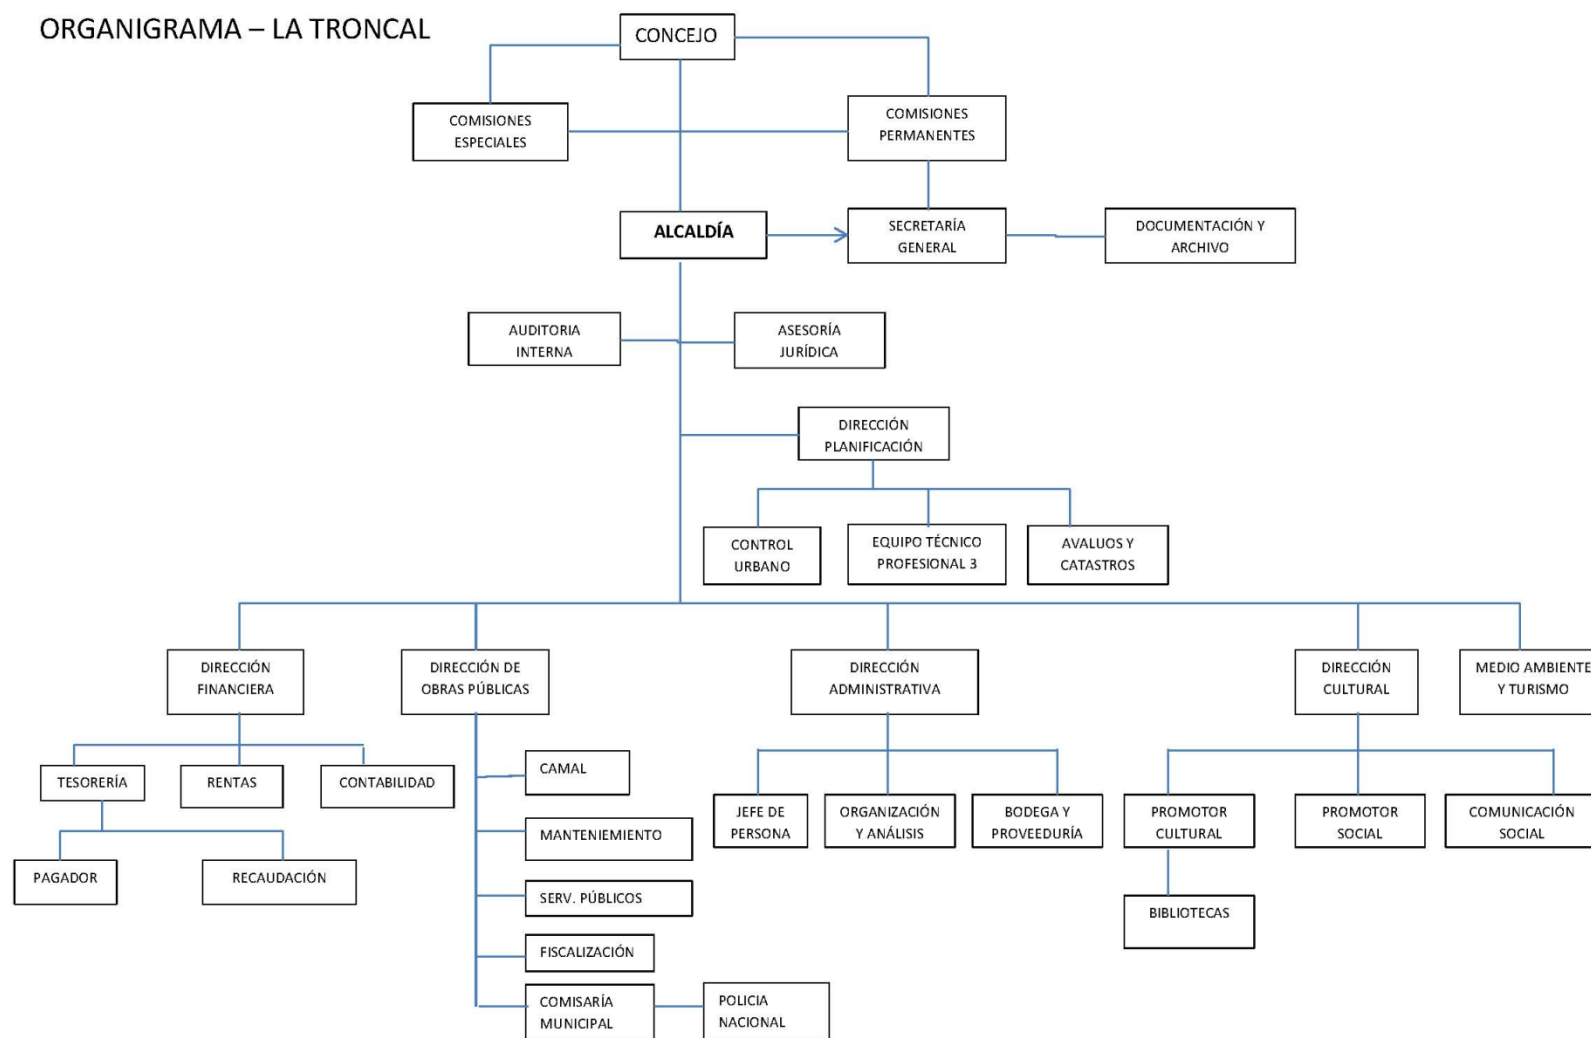 ORGANIGRAMA – LA TRONCAL
CONCEJO
COMISIONES
ESPECIALES
COMISIONES
PERMANENTES
ALCALDÍA
SECRETARÍA
GENERAL
DOCUMENTACIÓN Y
ARCHIVO
AUDITORIA
INTERNA
ASESORÍA
JURÍDICA
DIRECCIÓN
PLANIFICACIÓN
CONTROL
URBANO
EQUIPO TÉCNICO
PROFESIONAL 3
AVALUOS Y
CATASTROS
DIRECCIÓN
FINANCIERA
DIRECCIÓN DE
OBRAS PÚBLICAS
DIRECCIÓN
ADMINISTRATIVA
DIRECCIÓN
CULTURAL
MEDIO AMBIENTE
Y TURISMO
TESORERÍA
RENTAS
CONTABILIDAD
PAGADOR
RECAUDACIÓN
CAMAL
MANTENIEMIENTO
SERV. PÚBLICOS
FISCALIZACIÓN
COMISARÍA
MUNICIPAL
POLICIA
NACIONAL
JEFE DE
PERSONA
ORGANIZACIÓN
Y ANÁLISIS
BODEGA Y
PROVEEDURÍA
PROMOTOR
CULTURAL
PROMOTOR
SOCIAL
COMUNICACIÓN
SOCIAL
BIBLIOTECAS